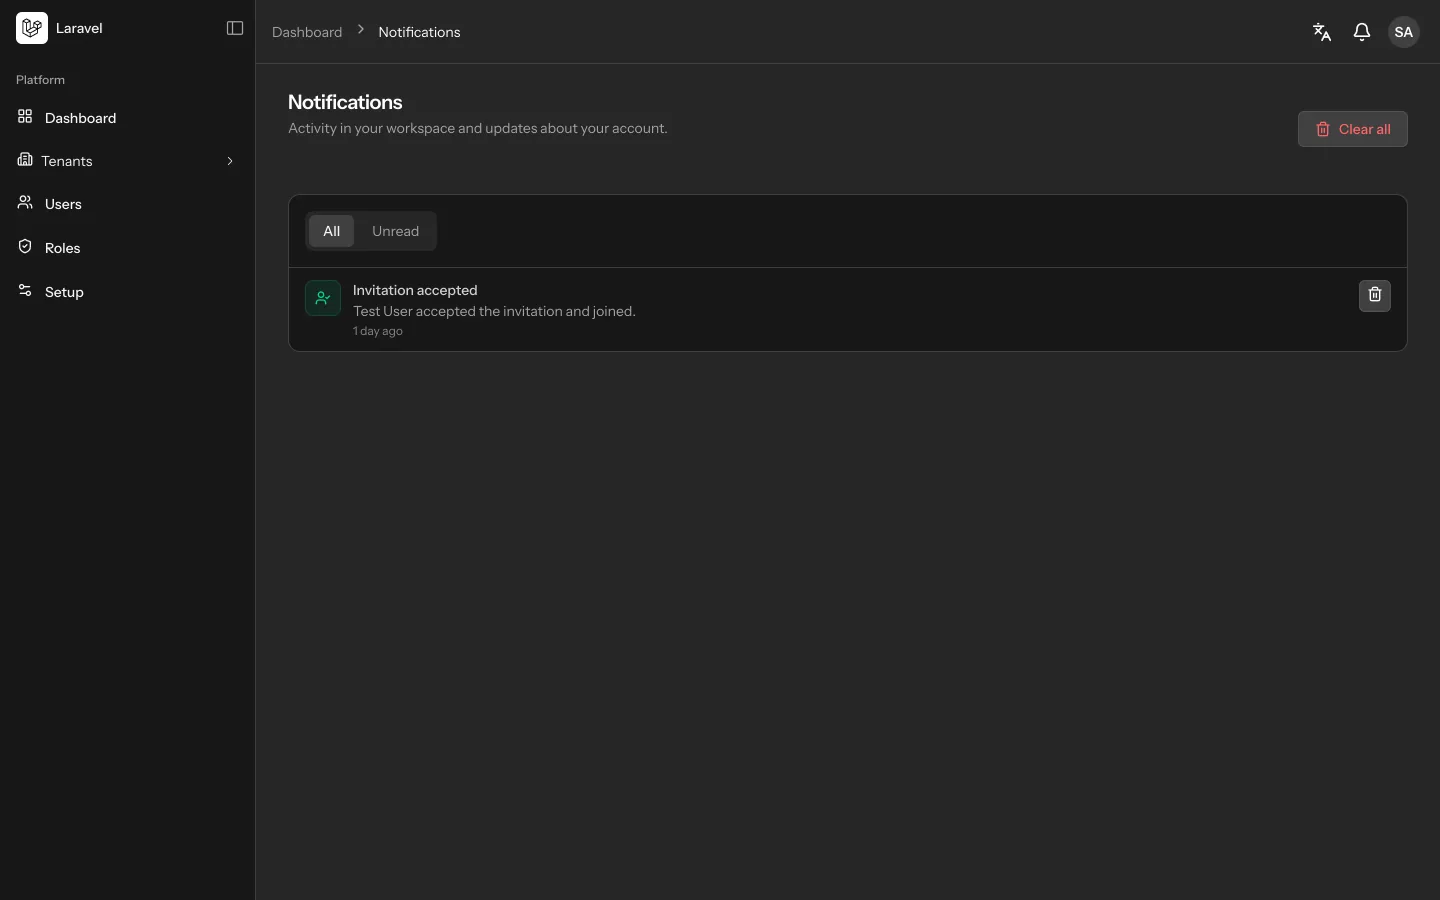 Laravel
Platform
Dashboard
Tenants
Users
Roles
Setup
Dashboard
Notifications
SA
Notifications
Activity in your workspace and updates about your account.
Clear all
All
Unread
Invitation accepted
Test User accepted the invitation and joined.
1 day ago